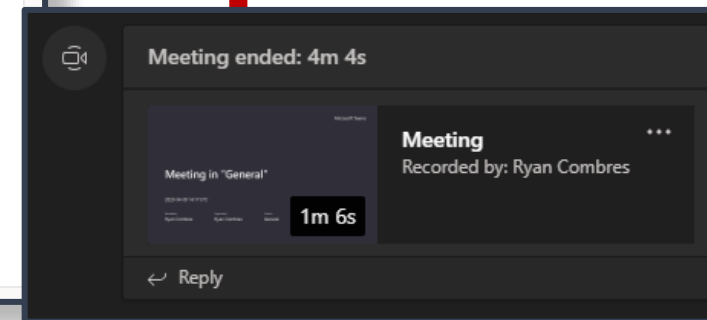 Meeting ended: 4m 4s
Microsoft Teams
Meeting
Recorded by: Ryan Combres
Meeting in "General"
1m 6s
Reply